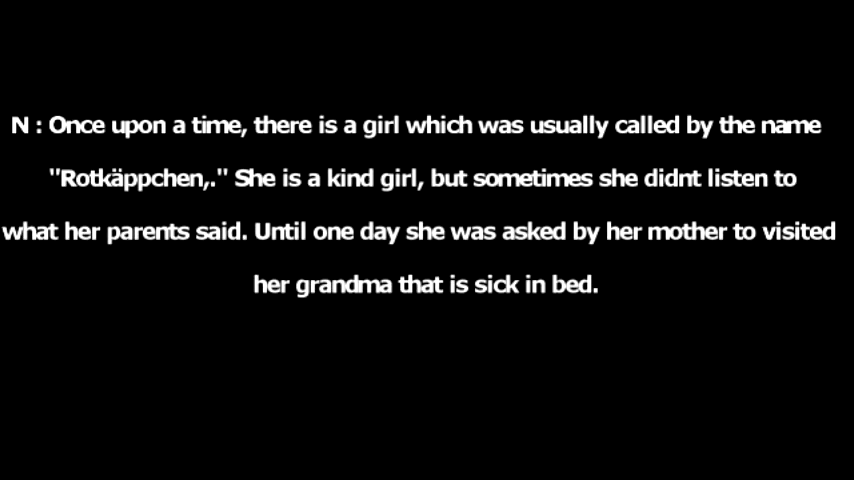 N : Once upon a time, there is a girl which was usually called by the name
"Rotkäppchen,." She is a kind girl, but sometimes she didnt listen to
what her parents said. Until one day she was asked by her mother to visited
her grandma that is sick in bed.